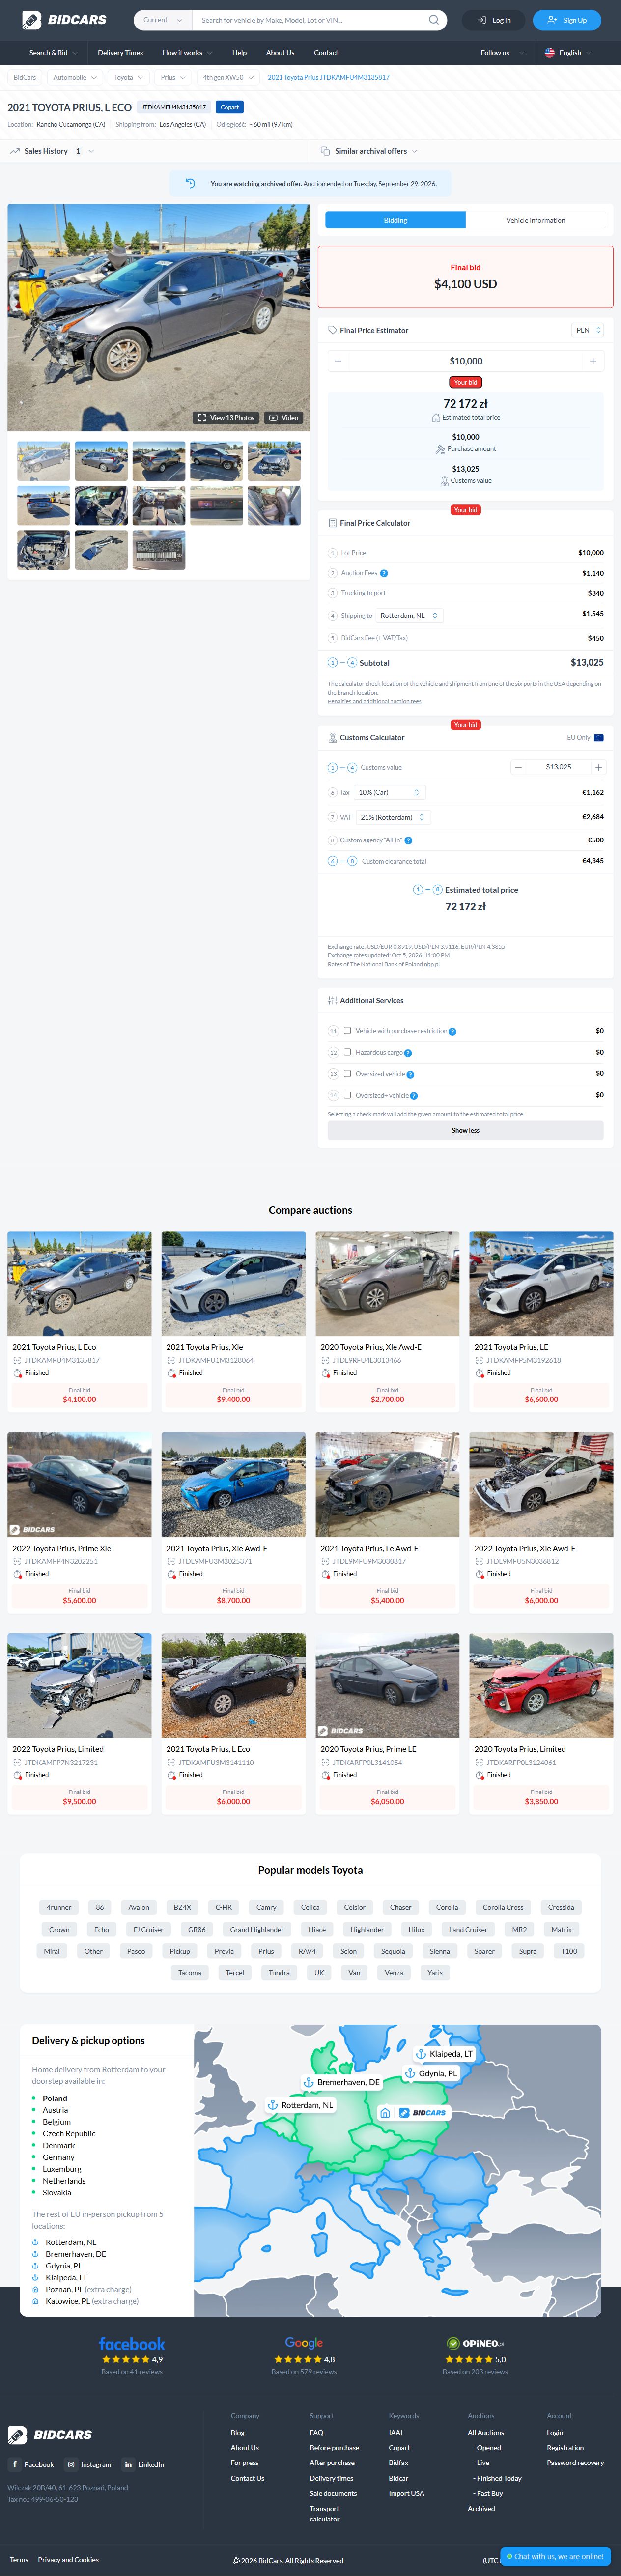 BIDCARS
Current
Search for vehicle by Make, Model, Lot or VIN...
Log In
Sign Up
Search & Bid
Delivery Times
How it works
Help
About Us
Contact
Follow us
English
BidCars
Automobile
Toyota
Prius
4th gen XW50
2021 Toyota Prius JTDKAMFU4M3135817
2021 TOYOTA PRIUS, L ECO
JTDKAMFU4M3135817
Copart
Location: Rancho Cucamonga (CA)
Shipping from: Los Angeles (CA)
Odległość: ~60 mil (97 km)
Sales History 1
Similar archival offers
You are watching archived offer. Auction ended on Tuesday, September 29, 2026.
View 13 Photos
Video
Bidding
Vehicle information
Final bid
$4,100 USD
Final Price Estimator
PLN
$10,000
Your bid
72 172 zł
Estimated total price
$10,000
Purchase amount
$13,025
Customs value
Your bid
Final Price Calculator
1 Lot Price $10,000
2 Auction Fees ? $1,140
3 Trucking to port $340
4 Shipping to Rotterdam, NL $1,545
5 BidCars Fee (+ VAT/Tax) $450
1 – 4 Subtotal $13,025
The calculator check location of the vehicle and shipment from one of the six ports in the USA depending on
the branch location.
Penalties and additional auction fees
Your bid
Customs Calculator
EU Only
1 – 4 Customs value $13,025
6 Tax 10% (Car) €1,162
7 VAT 21% (Rotterdam) €2,684
8 Custom agency "All In" ? €500
6 – 8 Custom clearance total €4,345
1 – 8 Estimated total price
72 172 zł
Exchange rate: USD/EUR 0,8919, USD/PLN 3,9116, EUR/PLN 4,3855
Exchange rates updated: Oct 5, 2026, 11:00 PM
Rates of The National Bank of Poland nbp.pl
Additional Services
11 Vehicle with purchase restriction ? $0
12 Hazardous cargo ? $0
13 Oversized vehicle ? $0
14 Oversized+ vehicle ? $0
Selecting a check mark will add the given amount to the estimated total price.
Show less
Compare auctions
2021 Toyota Prius, L Eco
JTDKAMFU4M3135817
Finished
Final bid
$4,100.00
2021 Toyota Prius, Xle
JTDKAMFU1M3128064
Finished
Final bid
$9,400.00
2020 Toyota Prius, Xle Awd-E
JTDL9RFU4L3013466
Finished
Final bid
$2,700.00
2021 Toyota Prius, LE
JTDKAMFP5M3192618
Finished
Final bid
$6,600.00
BIDCARS
2022 Toyota Prius, Prime Xle
JTDKAMFP4N3202251
Finished
Final bid
$5,600.00
2021 Toyota Prius, Xle Awd-E
JTDL9MFU3M3025371
Finished
Final bid
$8,700.00
2021 Toyota Prius, Le Awd-E
JTDL9MFU9M3030817
Finished
Final bid
$5,400.00
2022 Toyota Prius, Xle Awd-E
JTDL9MFU5N3036812
Finished
Final bid
$6,000.00
2022 Toyota Prius, Limited
JTDKAMFP7N3217231
Finished
Final bid
$9,500.00
2021 Toyota Prius, L Eco
JTDKAMFU3M3141110
Finished
Final bid
$6,000.00
BIDCARS
2020 Toyota Prius, Prime LE
JTDKARFP0L3141054
Finished
Final bid
$6,050.00
2020 Toyota Prius, Limited
JTDKARFP0L3124061
Finished
Final bid
$3,850.00
Popular models Toyota
4runner 86 Avalon BZ4X C-HR Camry Celica Celsior Chaser Corolla Corolla Cross Cressida
Crown Echo FJ Cruiser GR86 Grand Highlander Hiace Highlander Hilux Land Cruiser MR2 Matrix
Mirai Other Paseo Pickup Previa Prius RAV4 Scion Sequoia Sienna Soarer Supra T100
Tacoma Tercel Tundra UK Van Venza Yaris
Delivery & pickup options
Home delivery from Rotterdam to your
doorstep available in:
Poland
Austria
Belgium
Czech Republic
Denmark
Germany
Luxemburg
Netherlands
Slovakia
The rest of EU in-person pickup from 5
locations:
Rotterdam, NL
Bremerhaven, DE
Gdynia, PL
Klaipeda, LT
Poznań, PL (extra charge)
Katowice, PL (extra charge)
Klaipeda, LT
Gdynia, PL
Bremerhaven, DE
Rotterdam, NL
BIDCARS
facebook
4,9
Based on 41 reviews
Google
4,8
Based on 579 reviews
OPiNEO.pl
5,0
Based on 203 reviews
BIDCARS
Facebook
Instagram
LinkedIn
Wilczak 20B/40, 61-623 Poznań, Poland
Tax no.: 499-06-50-123
Company
Blog
About Us
For press
Contact Us
Support
FAQ
Before purchase
After purchase
Delivery times
Sale documents
Transport
calculator
Keywords
IAAI
Copart
Bidfax
Bidcar
Import USA
Auctions
All Auctions
- Opened
- Live
- Finished Today
- Fast Buy
Archived
Account
Login
Registration
Password recovery
Terms
Privacy and Cookies
© 2026 BidCars. All Rights Reserved
(UTC
Chat with us, we are online!